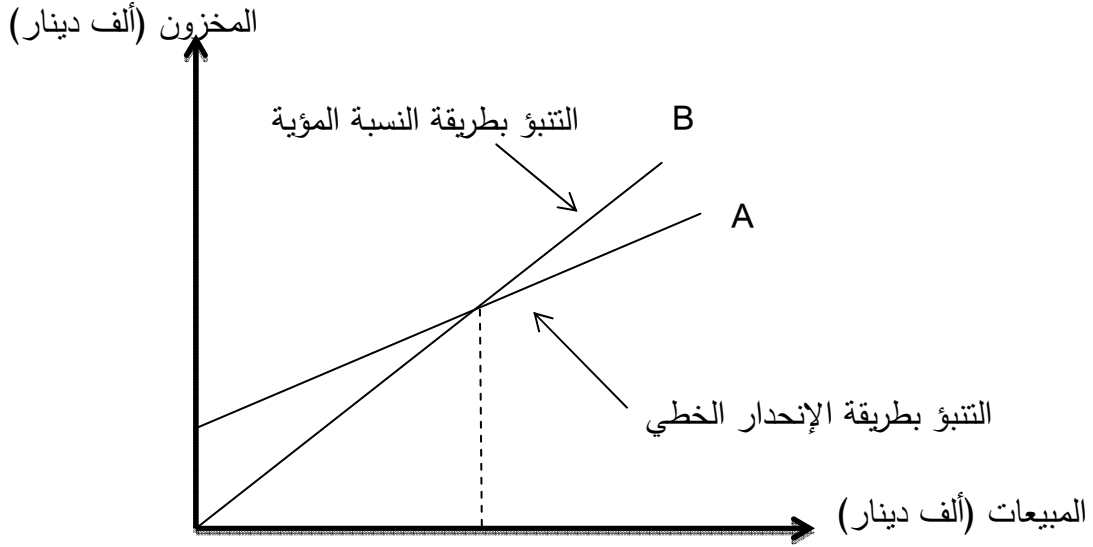 المخزون (ألف دينار)
التنبؤ بطريقة النسبة المؤية
B
A
التنبؤ بطريقة الإنحدار الخطي
المبيعات (ألف دينار)